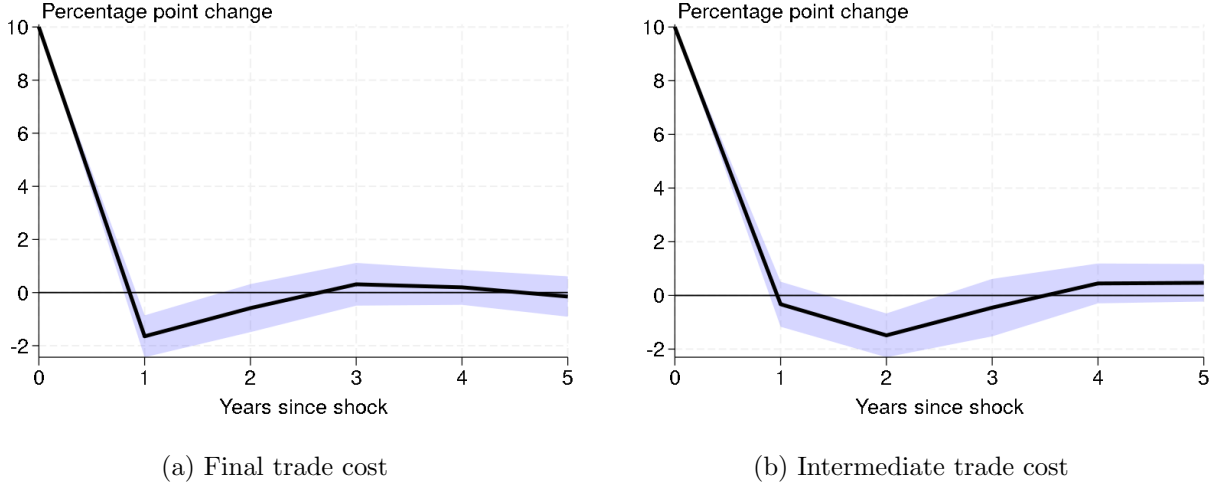 Percentage point change
10
8
6
4
2
0
-2
0 1 2 3 4 5
Years since shock
(a) Final trade cost
Percentage point change
10
8
6
4
2
0
-2
0 1 2 3 4 5
Years since shock
(b) Intermediate trade cost